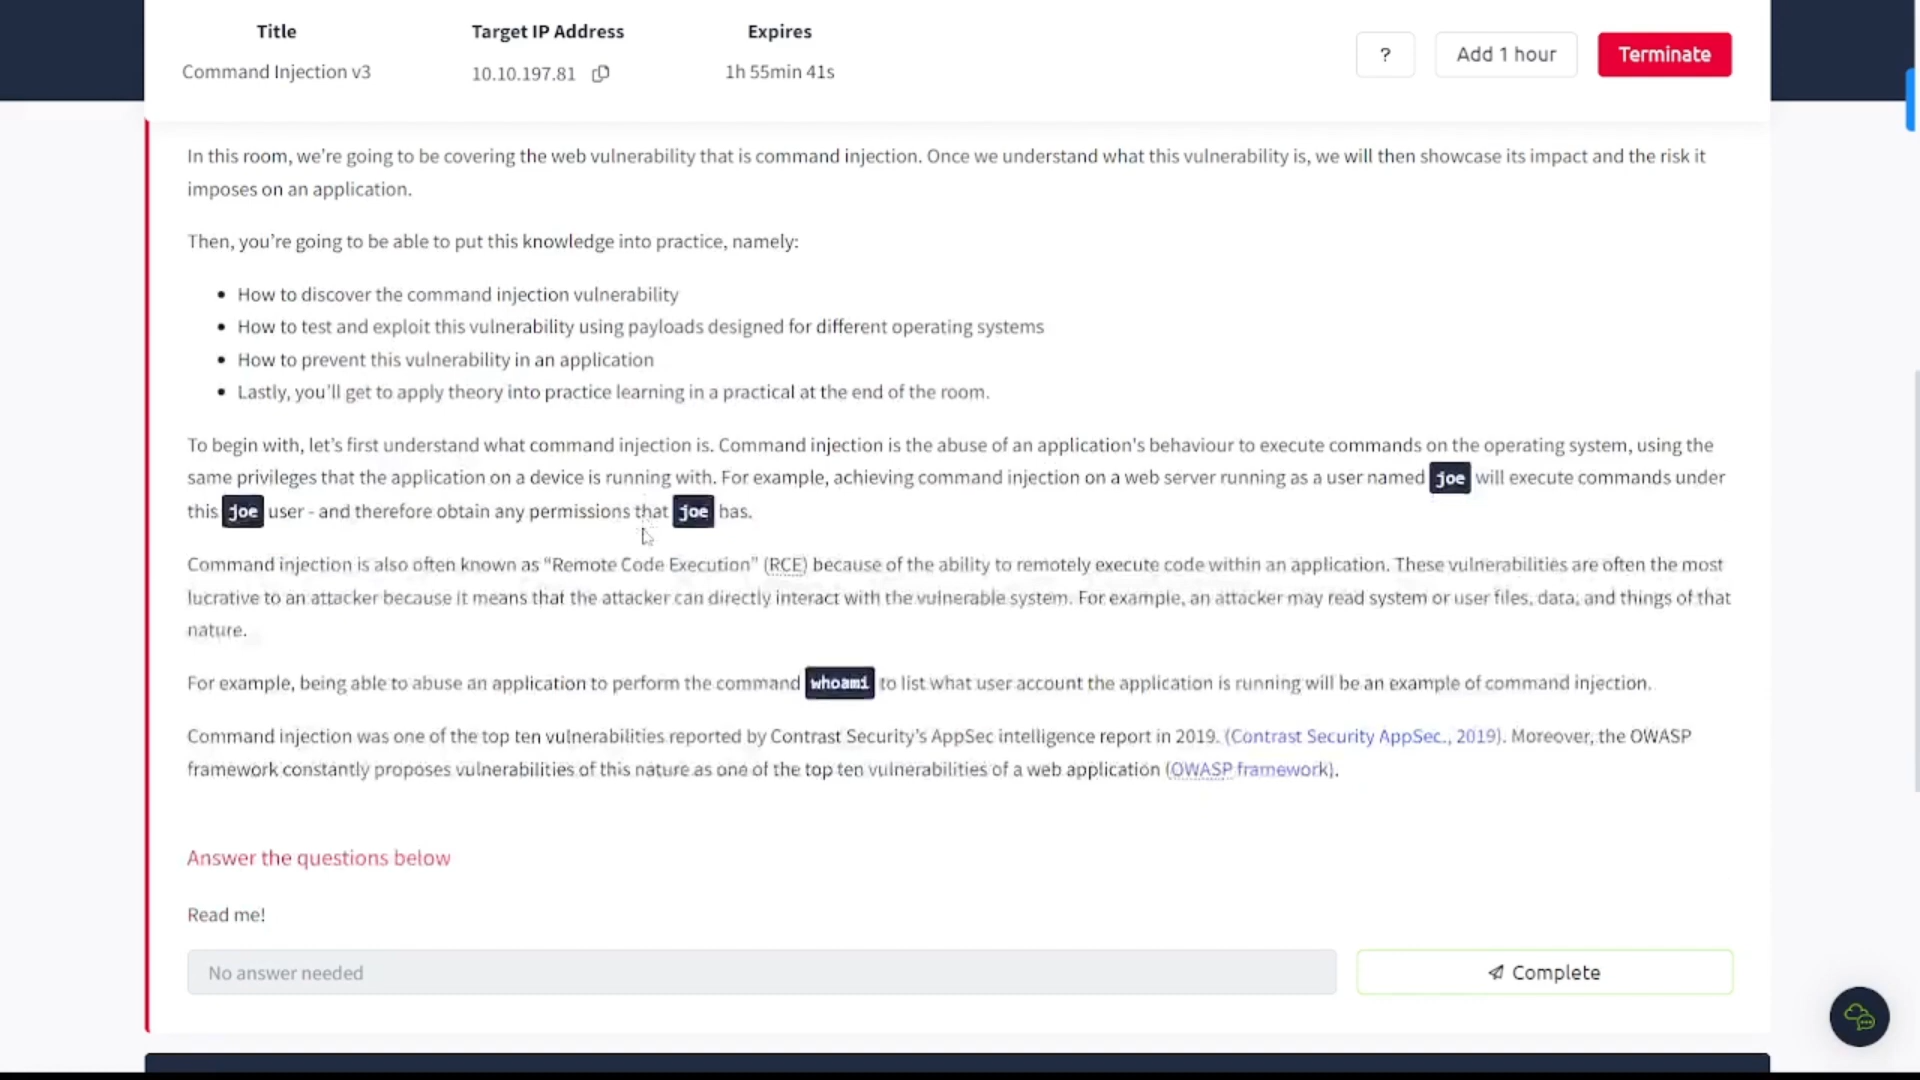 Title
Target IP Address
Expires
Command Injection v3
10.10.197.81
1h 55min 41s
?
Add 1 hour
Terminate
In this room, we're going to be covering the web vulnerability that is command injection. Once we understand what this vulnerability is, we will then showcase its impact and the risk it
imposes on an application.
Then, you're going to be able to put this knowledge into practice, namely:
• How to discover the command injection vulnerability
• How to test and exploit this vulnerability using payloads designed for different operating systems
• How to prevent this vulnerability in an application
• Lastly, you'll get to apply theory into practice learning in a practical at the end of the room.
To begin with, let's first understand what command injection is. Command injection is the abuse of an application's behaviour to execute commands on the operating system, using the
same privileges that the application on a device is running with. For example, achieving command injection on a web server running as a user named joe will execute commands under
this joe user - and therefore obtain any permissions that joe has.
Command injection is also often known as “Remote Code Execution” (RCE) because of the ability to remotely execute code within an application. These vulnerabilities are often the most
lucrative to an attacker because it means that the attacker can directly interact with the vulnerable system. For example, an attacker may read system or user files, data, and things of that
nature.
For example, being able to abuse an application to perform the command whoami to list what user account the application is running will be an example of command injection.
Command injection was one of the top ten vulnerabilities reported by Contrast Security's AppSec intelligence report in 2019. (Contrast Security AppSec., 2019). Moreover, the OWASP
framework constantly proposes vulnerabilities of this nature as one of the top ten vulnerabilities of a web application (OWASP framework).
Answer the questions below
Read me!
No answer needed
Complete